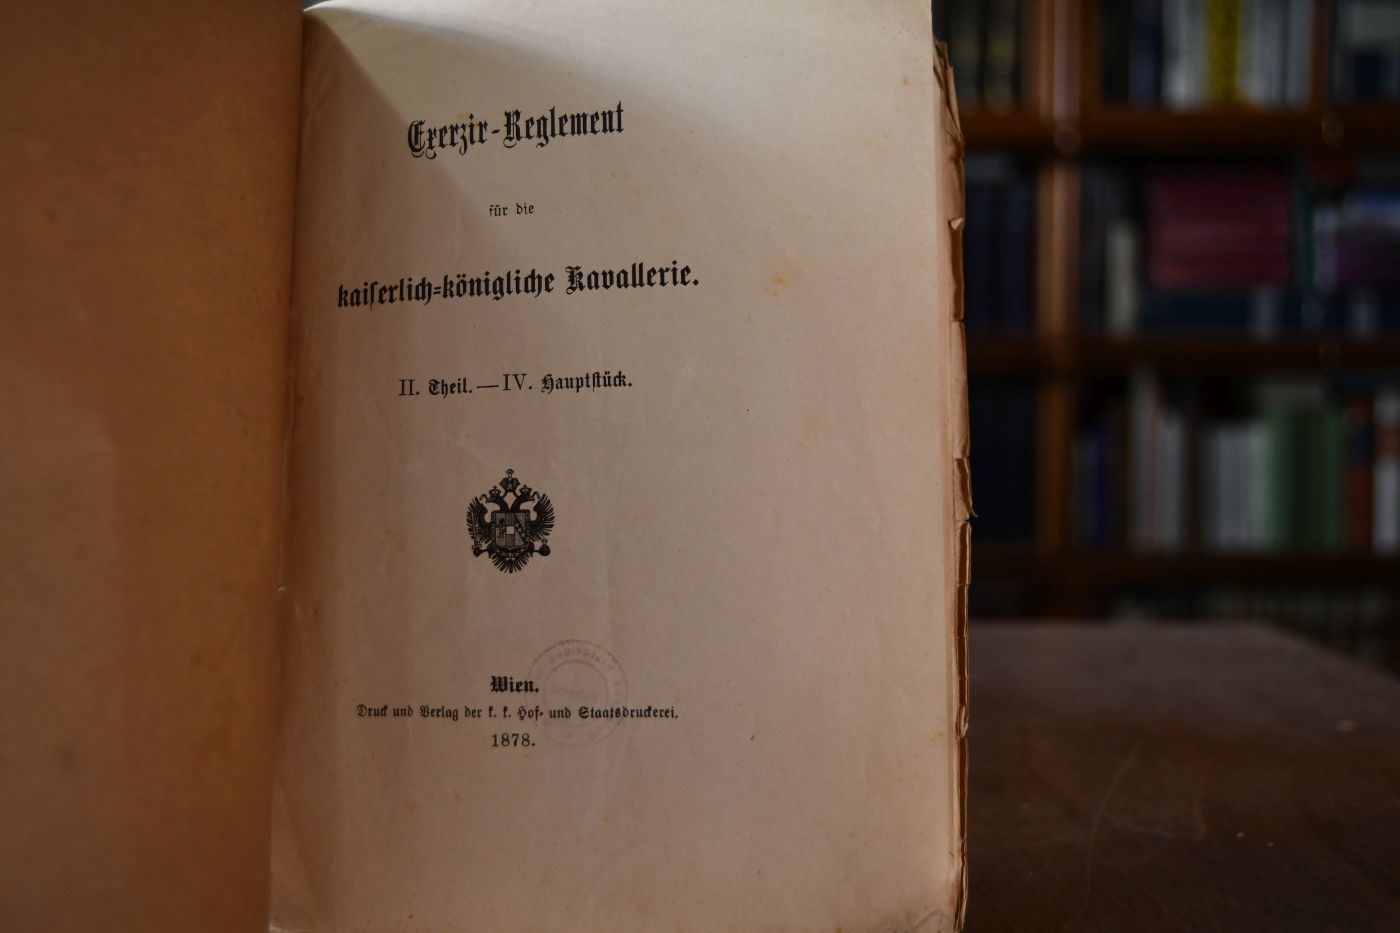 Exerzir-Reglement
für die
kaiserlich-königliche Kavallerie.
II. Theil. — IV. Hauptstück.
Wien.
Druck und Verlag der k. k. Hof- und Staatsdruckerei.
1878.